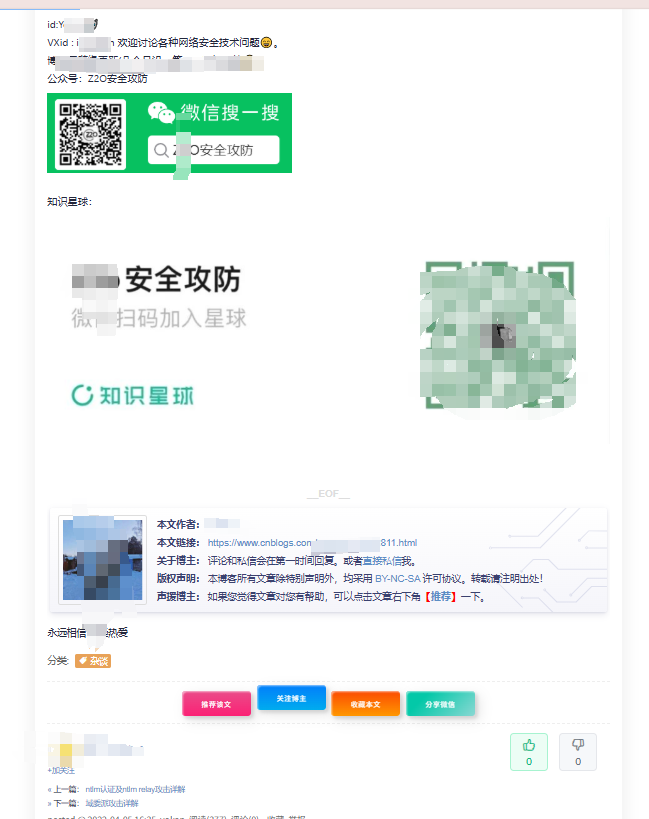 id:Y
VXid : i n 欢迎讨论各种网络安全技术问题😄。
公众号：Z2O安全攻防
Z2O
微信搜一搜
Z2O安全攻防
知识星球：
安全攻防
微 扫码加入星球
知识星球
__EOF__
本文作者：
本文链接： https://www.cnblogs.com 811.html
关于博主： 评论和私信会在第一时间回复。或者直接私信我。
版权声明： 本博客所有文章除特别声明外，均采用 BY-NC-SA 许可协议。转载请注明出处！
声援博主： 如果您觉得文章对您有帮助，可以点击文章右下角【推荐】一下。
永远相信 热爱
分类: 杂谈
推荐该文 关注博主 收藏本文 分享微信
+加关注
0 0
« 上一篇： ntlm认证及ntlm relay攻击详解
» 下一篇： 域委派攻击详解